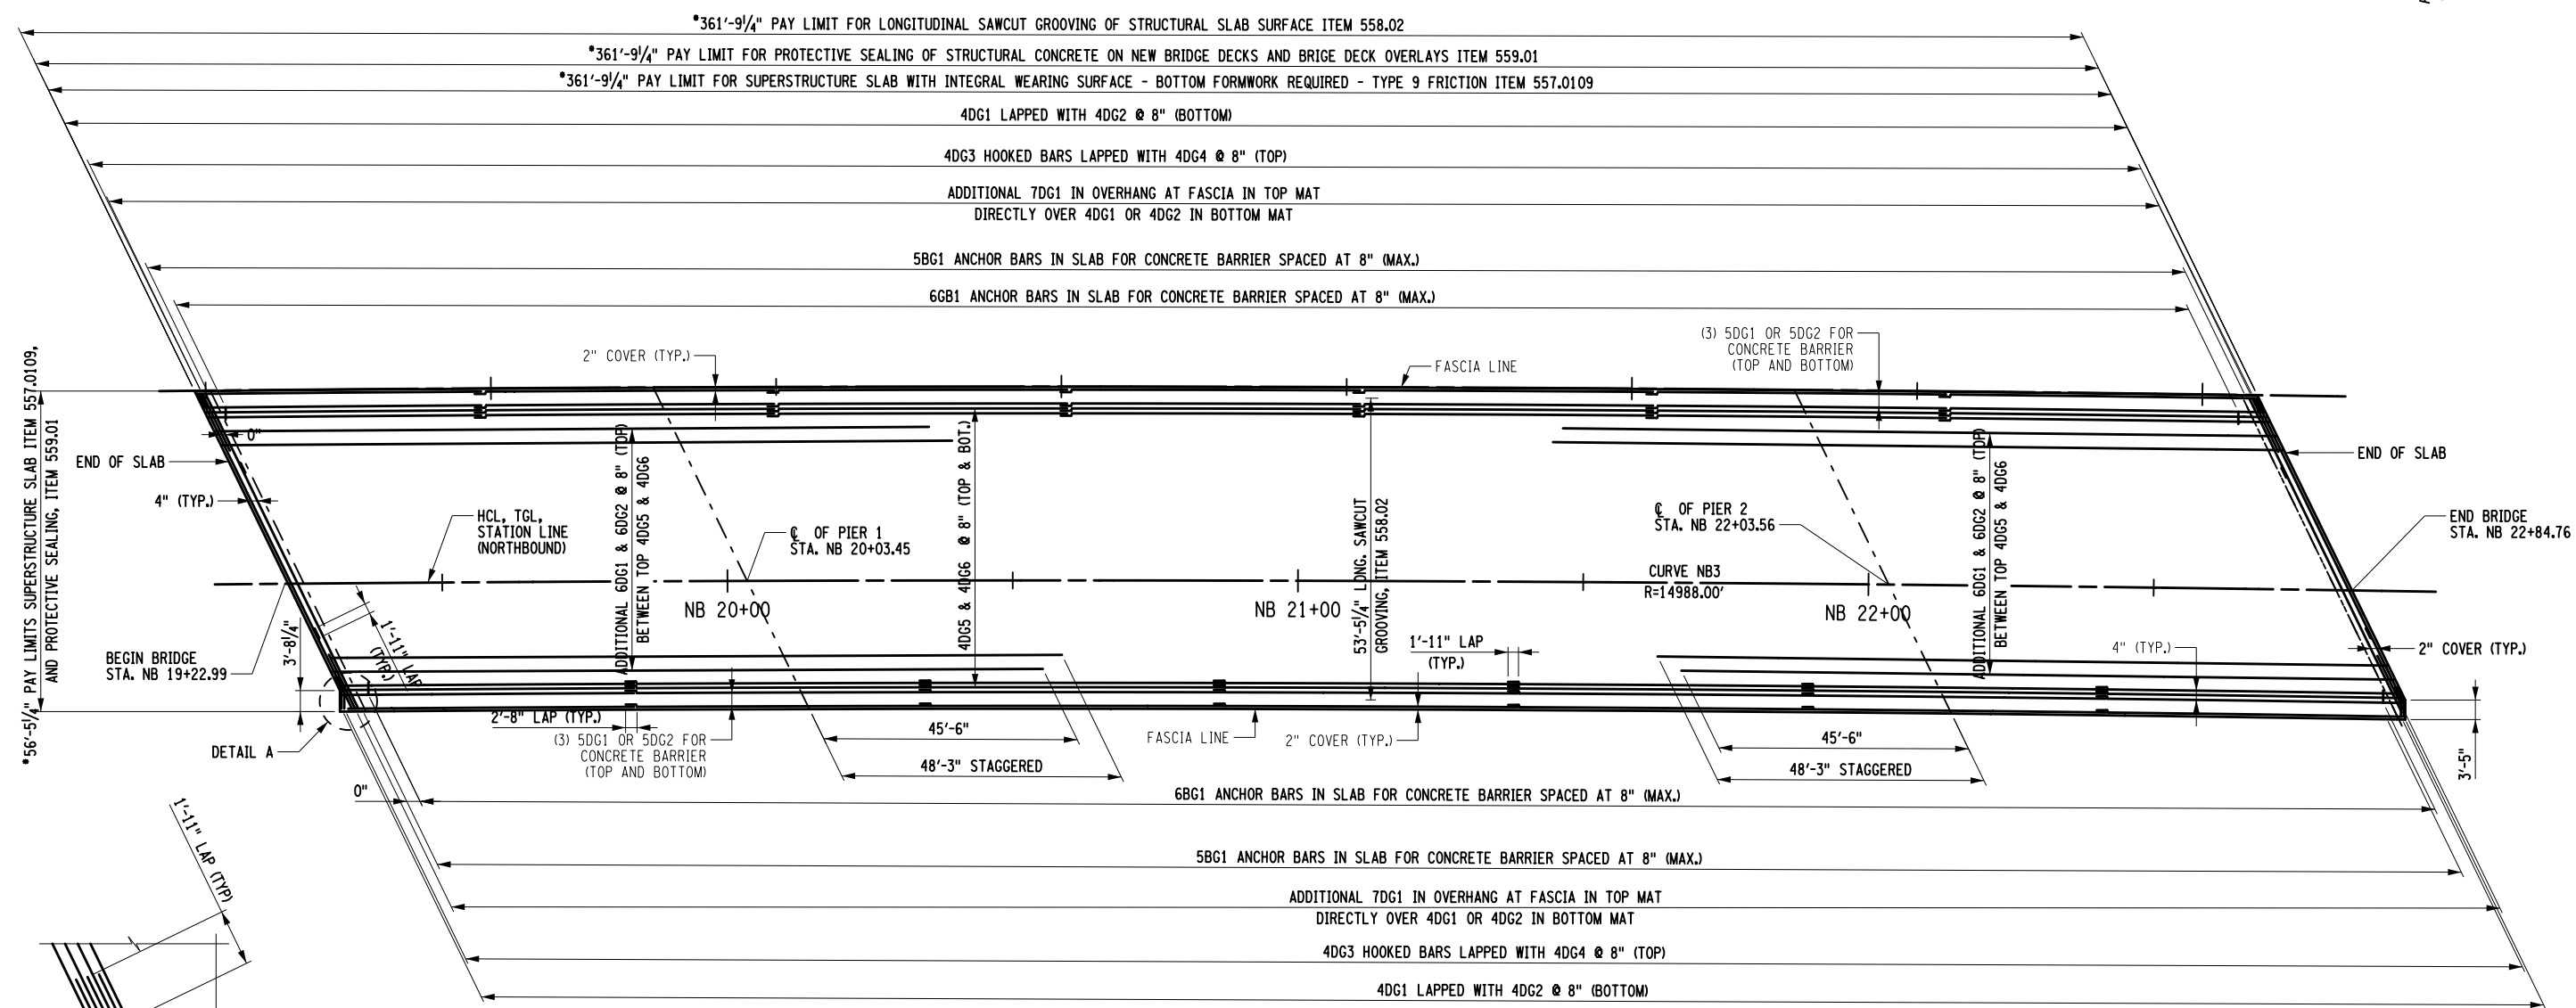 *361'-9¼" PAY LIMIT FOR LONGITUDINAL SAWCUT GROOVING OF STRUCTURAL SLAB SURFACE ITEM 558.02
*361'-9¼" PAY LIMIT FOR PROTECTIVE SEALING OF STRUCTURAL CONCRETE ON NEW BRIDGE DECKS AND BRIGE DECK OVERLAYS ITEM 559.01
*361'-9¼" PAY LIMIT FOR SUPERSTRUCTURE SLAB WITH INTEGRAL WEARING SURFACE - BOTTOM FORMWORK REQUIRED - TYPE 9 FRICTION ITEM 557.0109
4DG1 LAPPED WITH 4DG2 @ 8" (BOTTOM)
4DG3 HOOKED BARS LAPPED WITH 4DG4 @ 8" (TOP)
ADDITIONAL 7DG1 IN OVERHANG AT FASCIA IN TOP MAT
DIRECTLY OVER 4DG1 OR 4DG2 IN BOTTOM MAT
5BG1 ANCHOR BARS IN SLAB FOR CONCRETE BARRIER SPACED AT 8" (MAX.)
6GB1 ANCHOR BARS IN SLAB FOR CONCRETE BARRIER SPACED AT 8" (MAX.)
2" COVER (TYP.)
FASCIA LINE
(3) 5DG1 OR 5DG2 FOR
CONCRETE BARRIER
(TOP AND BOTTOM)
*56'-5¼" PAY LIMITS SUPERSTRUCTURE SLAB ITEM 557.0109,
AND PROTECTIVE SEALING, ITEM 559.01
0"
END OF SLAB
4" (TYP.)
HCL, TGL,
STATION LINE
(NORTHBOUND)
ADDITIONAL 6DG1 & 6DG2 @ 8" (TOP)
BETWEEN TOP 4DG5 & 4DG6
℄ OF PIER 1
STA. NB 20+03.45
4DG5 & 4DG6 @ 8" (TOP & BOT.)
53'-5¼" LONG. SAWCUT
GROOVING, ITEM 558.02
℄ OF PIER 2
STA. NB 22+03.56
ADDITIONAL 6DG1 & 6DG2 @ 8" (TOP)
BETWEEN TOP 4DG5 & 4DG6
END OF SLAB
END BRIDGE
STA. NB 22+84.76
CURVE NB3
R=14988.00'
NB 20+00
NB 21+00
NB 22+00
BEGIN BRIDGE
STA. NB 19+22.99
3'-8¼"
1'-11" LAP
(TYP.)
1'-11" LAP
(TYP.)
4" (TYP.)
2" COVER (TYP.)
DETAIL A
2'-8" LAP (TYP.)
(3) 5DG1 OR 5DG2 FOR
CONCRETE BARRIER
(TOP AND BOTTOM)
45'-6"
48'-3" STAGGERED
FASCIA LINE
2" COVER (TYP.)
45'-6"
48'-3" STAGGERED
3'-5"
0"
6BG1 ANCHOR BARS IN SLAB FOR CONCRETE BARRIER SPACED AT 8" (MAX.)
1'-11" LAP (TYP)
5BG1 ANCHOR BARS IN SLAB FOR CONCRETE BARRIER SPACED AT 8" (MAX.)
ADDITIONAL 7DG1 IN OVERHANG AT FASCIA IN TOP MAT
DIRECTLY OVER 4DG1 OR 4DG2 IN BOTTOM MAT
4DG3 HOOKED BARS LAPPED WITH 4DG4 @ 8" (TOP)
4DG1 LAPPED WITH 4DG2 @ 8" (BOTTOM)